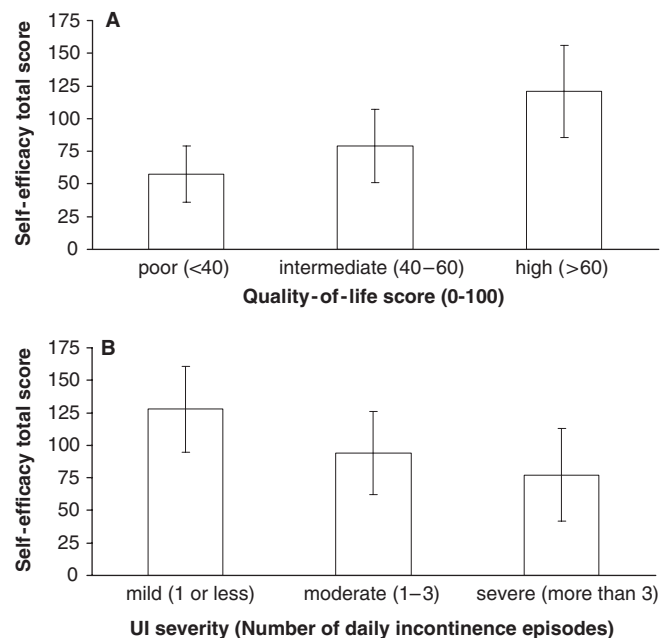 A
Self-efficacy total score
175
150
125
100
75
50
25
0
poor (<40) intermediate (40–60) high (>60)
Quality-of-life score (0-100)
B
Self-efficacy total score
175
150
125
100
75
50
25
0
mild (1 or less) moderate (1–3) severe (more than 3)
UI severity (Number of daily incontinence episodes)